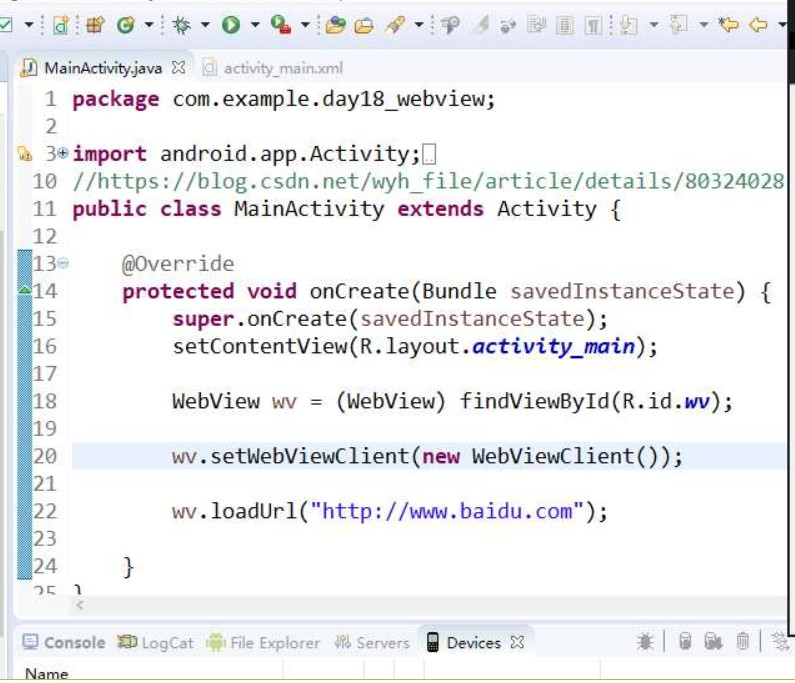 MainActivity.java activity_main.xml
1 package com.example.day18_webview;
2
3 import android.app.Activity;
10 //https://blog.csdn.net/wyh_file/article/details/80324028
11 public class MainActivity extends Activity {
12
13 @Override
14 protected void onCreate(Bundle savedInstanceState) {
15 super.onCreate(savedInstanceState);
16 setContentView(R.layout.activity_main);
17
18 WebView wv = (WebView) findViewById(R.id.wv);
19
20 wv.setWebViewClient(new WebViewClient());
21
22 wv.loadUrl("http://www.baidu.com");
23
24 }
25 }
Console LogCat File Explorer Servers Devices
Name